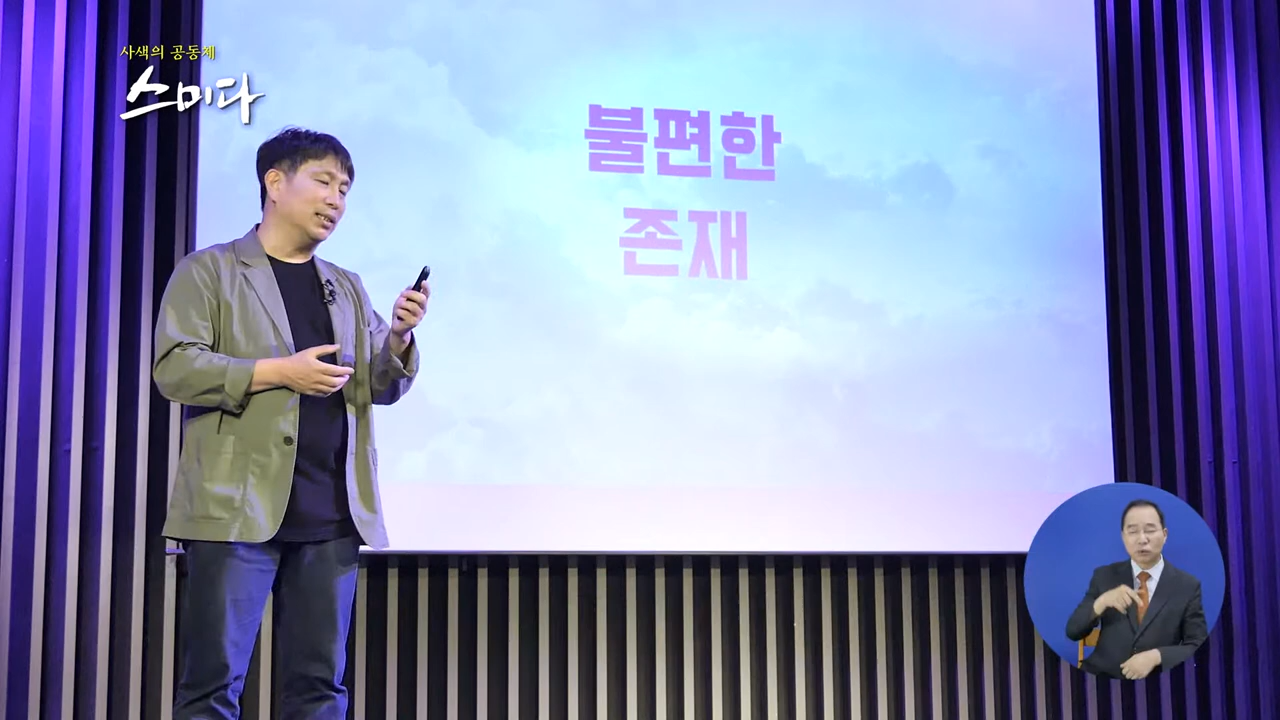 사색의 공동체
스미다
불편한
존재